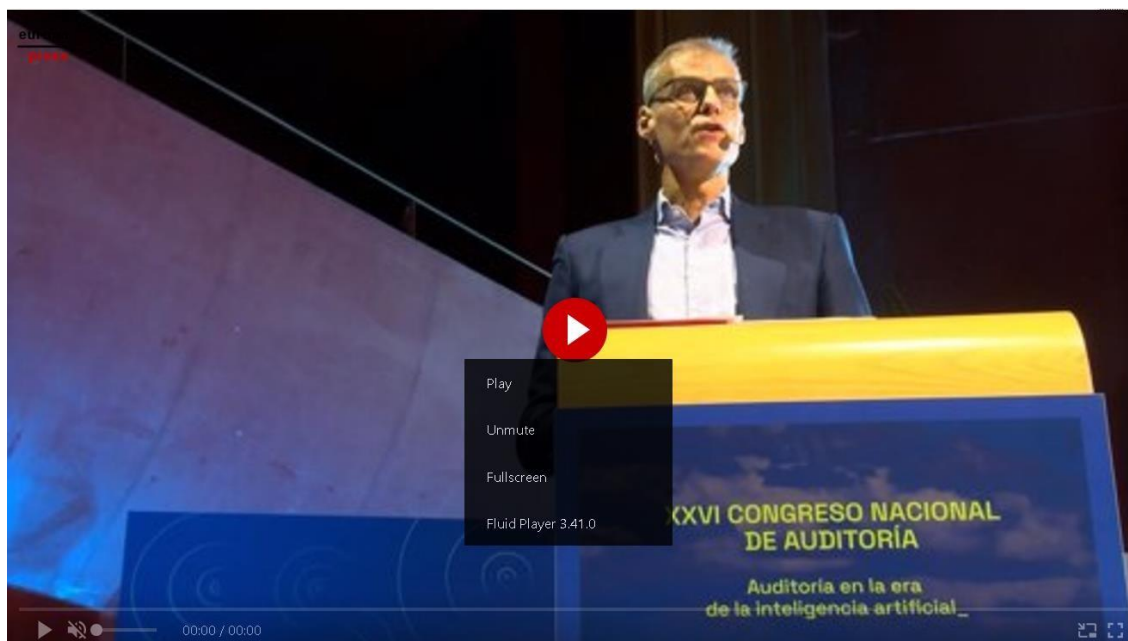 press
Play
Unmute
Fullscreen
Fluid Player 3.41.0
XXVI CONGRESO NACIONAL
DE AUDITORÍA
Auditoría en la era
de la inteligencia artificial_
00:00 / 00:00